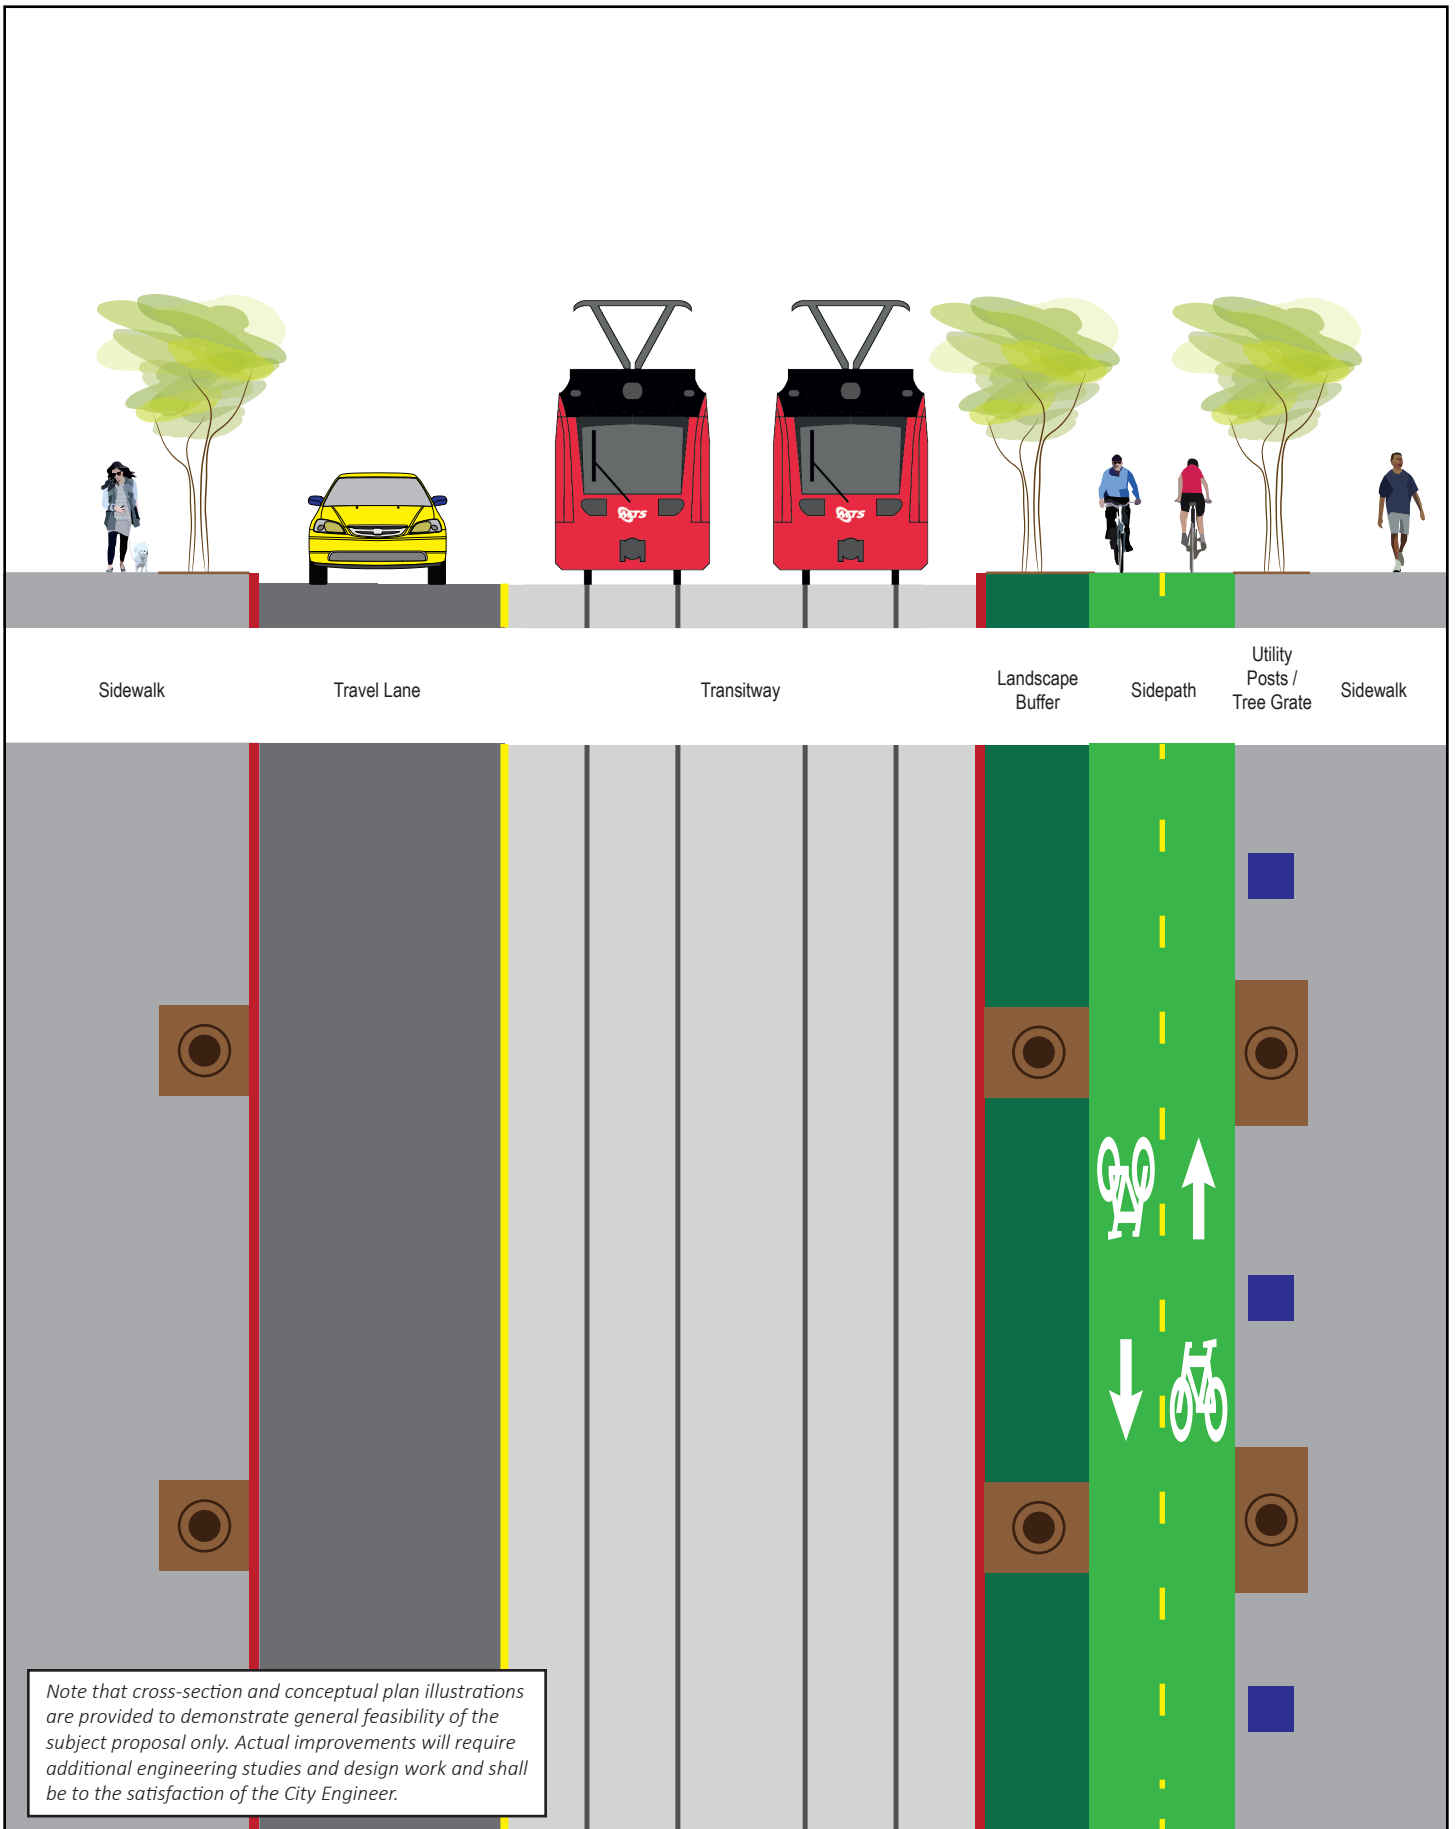 MTS
MTS
Sidewalk
Travel Lane
Transitway
Landscape
Buffer
Sidepath
Utility
Posts /
Tree Grate
Sidewalk
Note that cross-section and conceptual plan illustrations
are provided to demonstrate general feasibility of the
subject proposal only. Actual improvements will require
additional engineering studies and design work and shall
be to the satisfaction of the City Engineer.